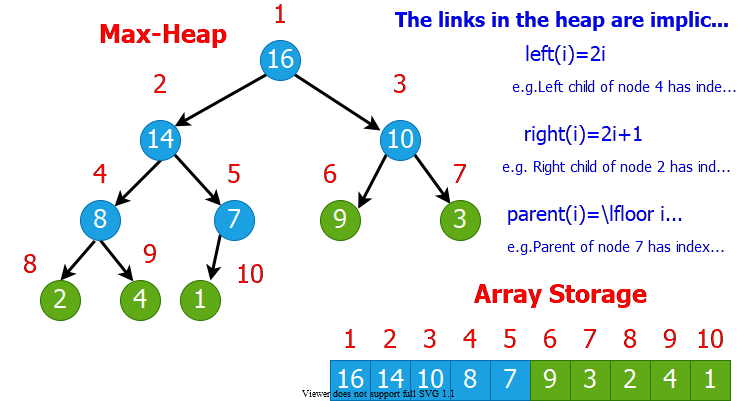 1
Max-Heap
The links in the heap are implic...
16
left(i)=2i
2
3
e.g.Left child of node 4 has inde...
14
10
right(i)=2i+1
4
5
6
7
e.g. Right child of node 2 has ind...
8
7
9
3
parent(i)=\lfloor i...
8
9
10
e.g.Parent of node 7 has index...
2
4
1
Array Storage
1 2 3 4 5 6 7 8 9 10
16 14 10 8 7 9 3 2 4 1
Viewer does not support full SVG 1.1